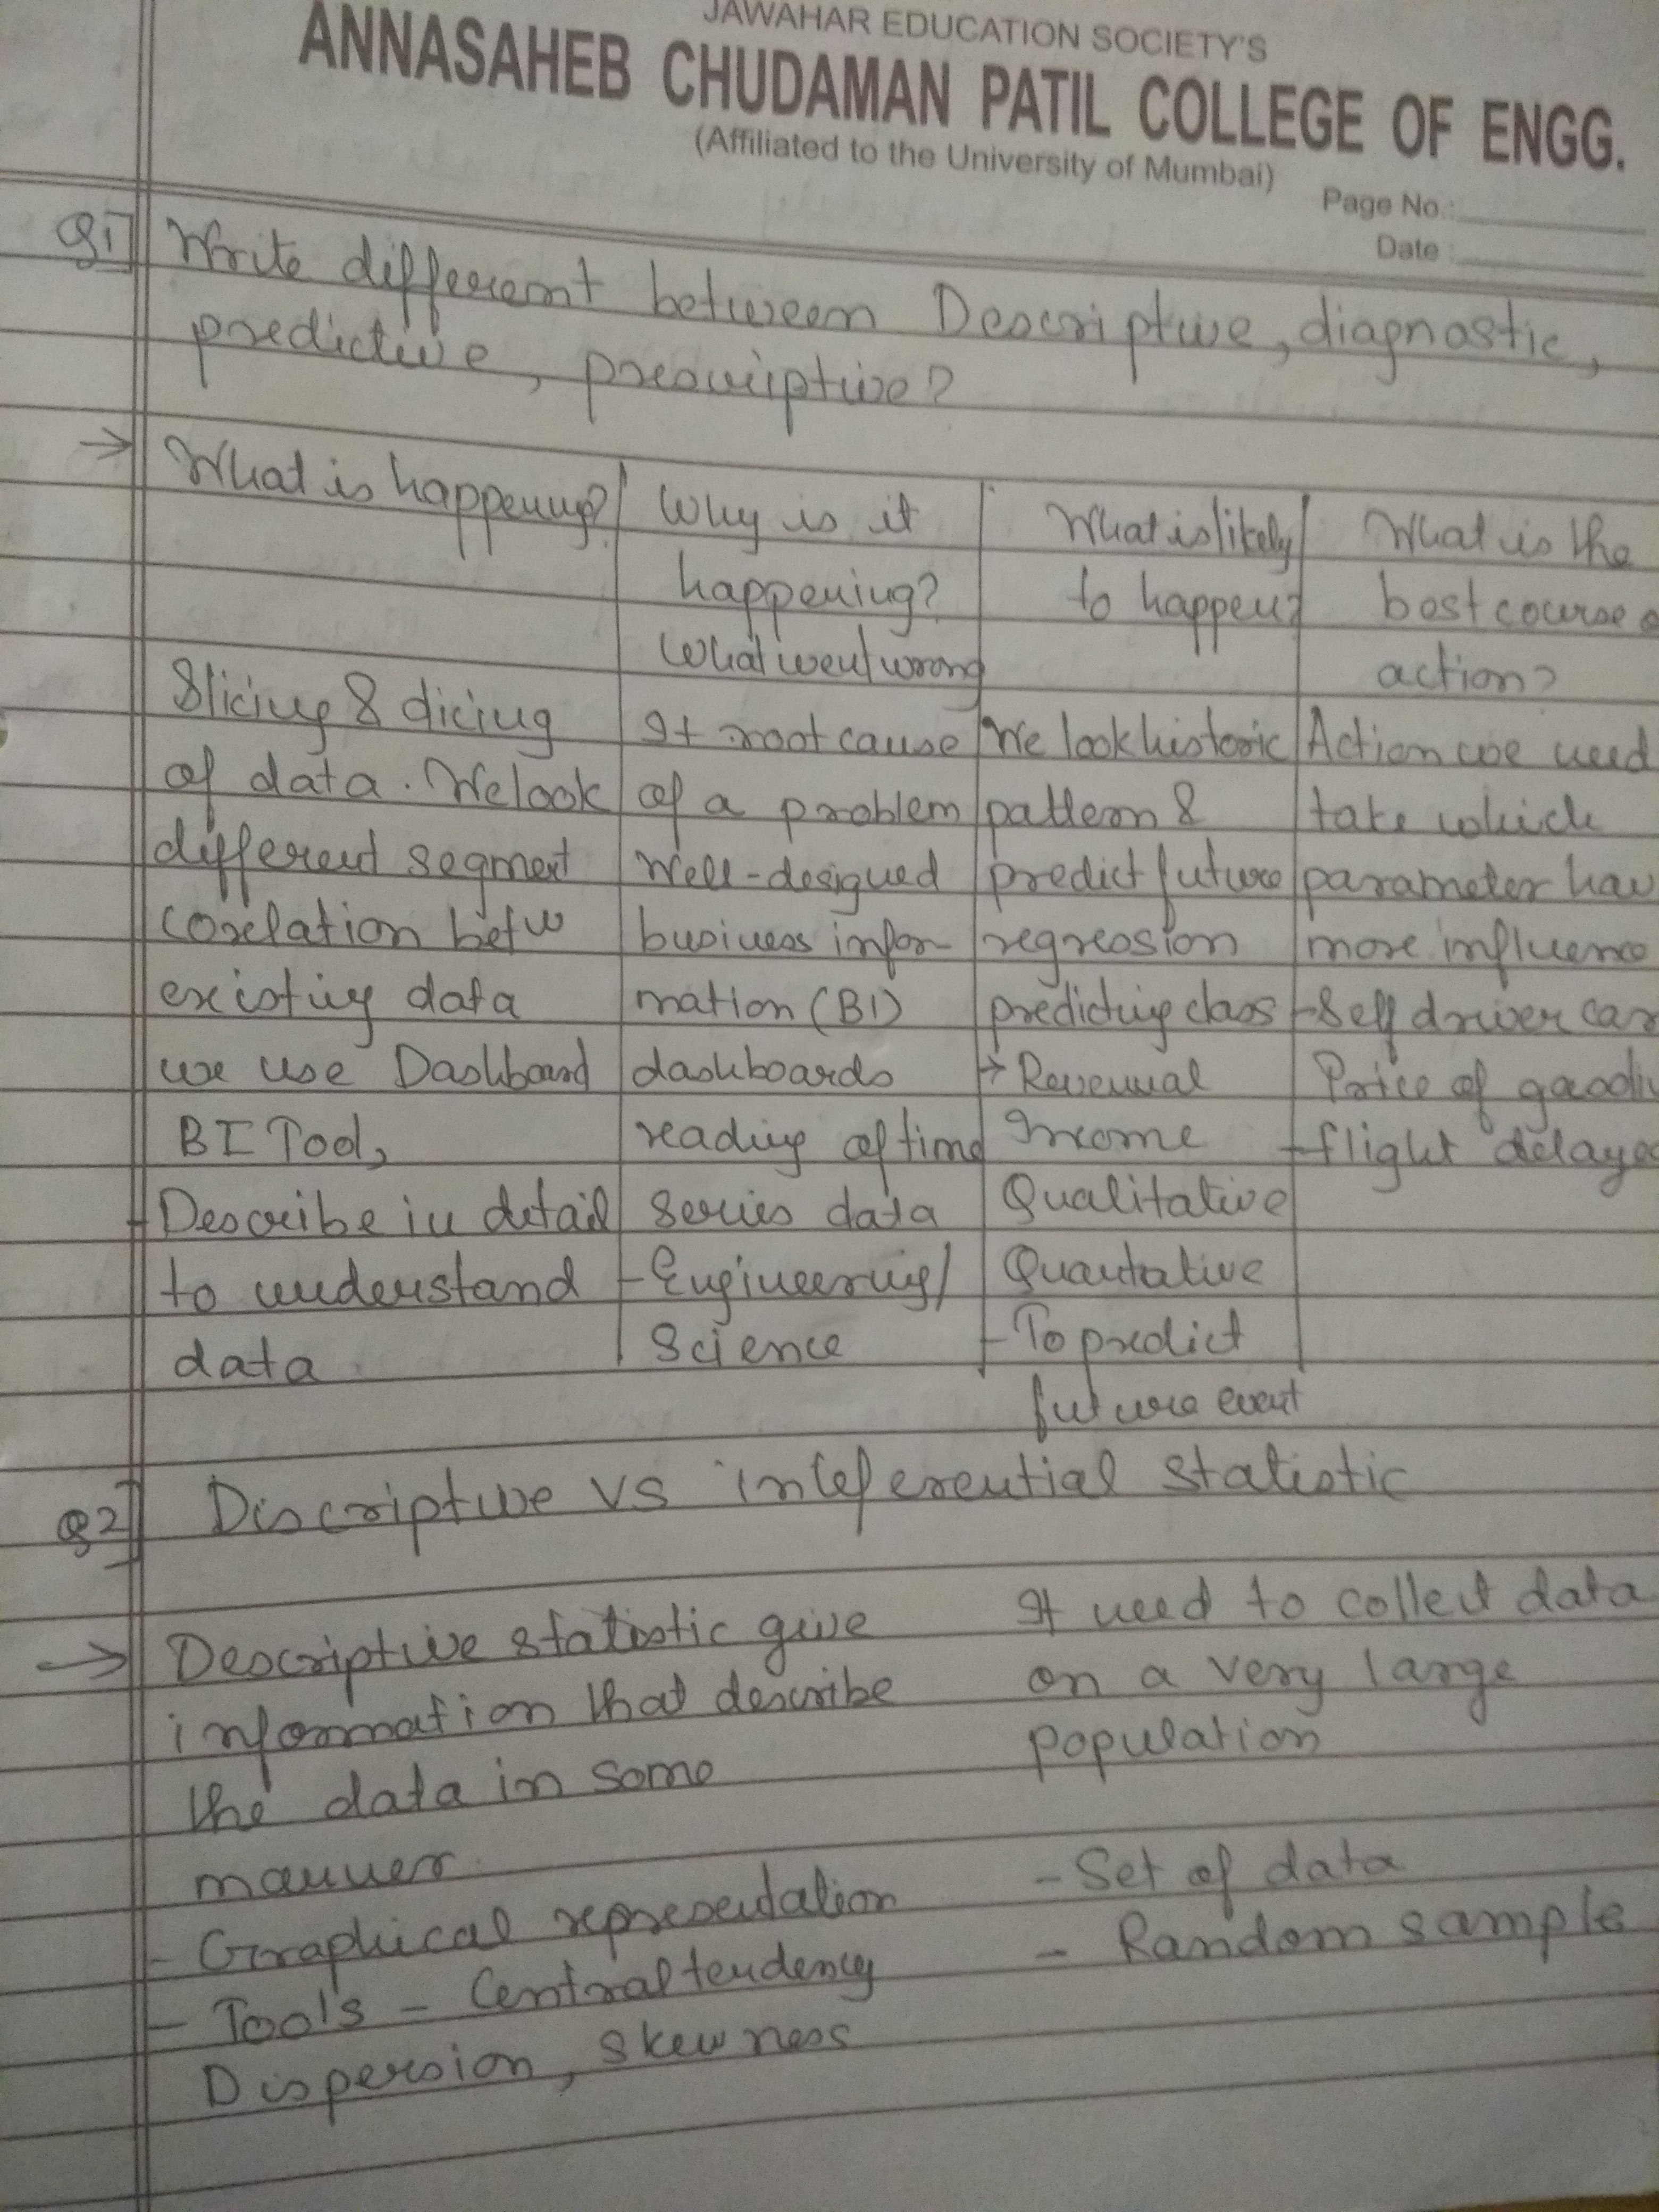 JAWAHAR EDUCATION SOCIETY'S
ANNASAHEB CHUDAMAN PATIL COLLEGE OF ENGG.
(Affiliated to the University of Mumbai)
Page No.:
Date :
Q1] Write different between Descriptive, diagnostic,
predictive, prescriptive?
→ What is happening?
Slicing & dicing
of data. We look
different segment
corelation betw
existing data
we use Dashboard
BI Tool,
- Describe in detail
to understand
data
Why is it
happening?
What went wrong
It root cause
of a problem
Well-designed
business infor-
mation (BI)
dashboards
reading of time
series data
- Engineering/
Science
What is likely
to happen?
We look historic
pattern &
predict future
regression
predicting class
→ Revenual
Income
Qualitative
Quantative
- To predict
future event
What is the
best course o
action?
Action we need
take which
parameter hav
more influence
- Self driver car
Price of
- flight delayed
Q2] Discriptive vs inteferential statistic
→ Descriptive statistic give
information that describe
the data in some
manner.
- Graphical representation
- Tools - Central tendency
Dispersion, skewness
It need to collect data
on a very large
population
- Set of data
- Random sample